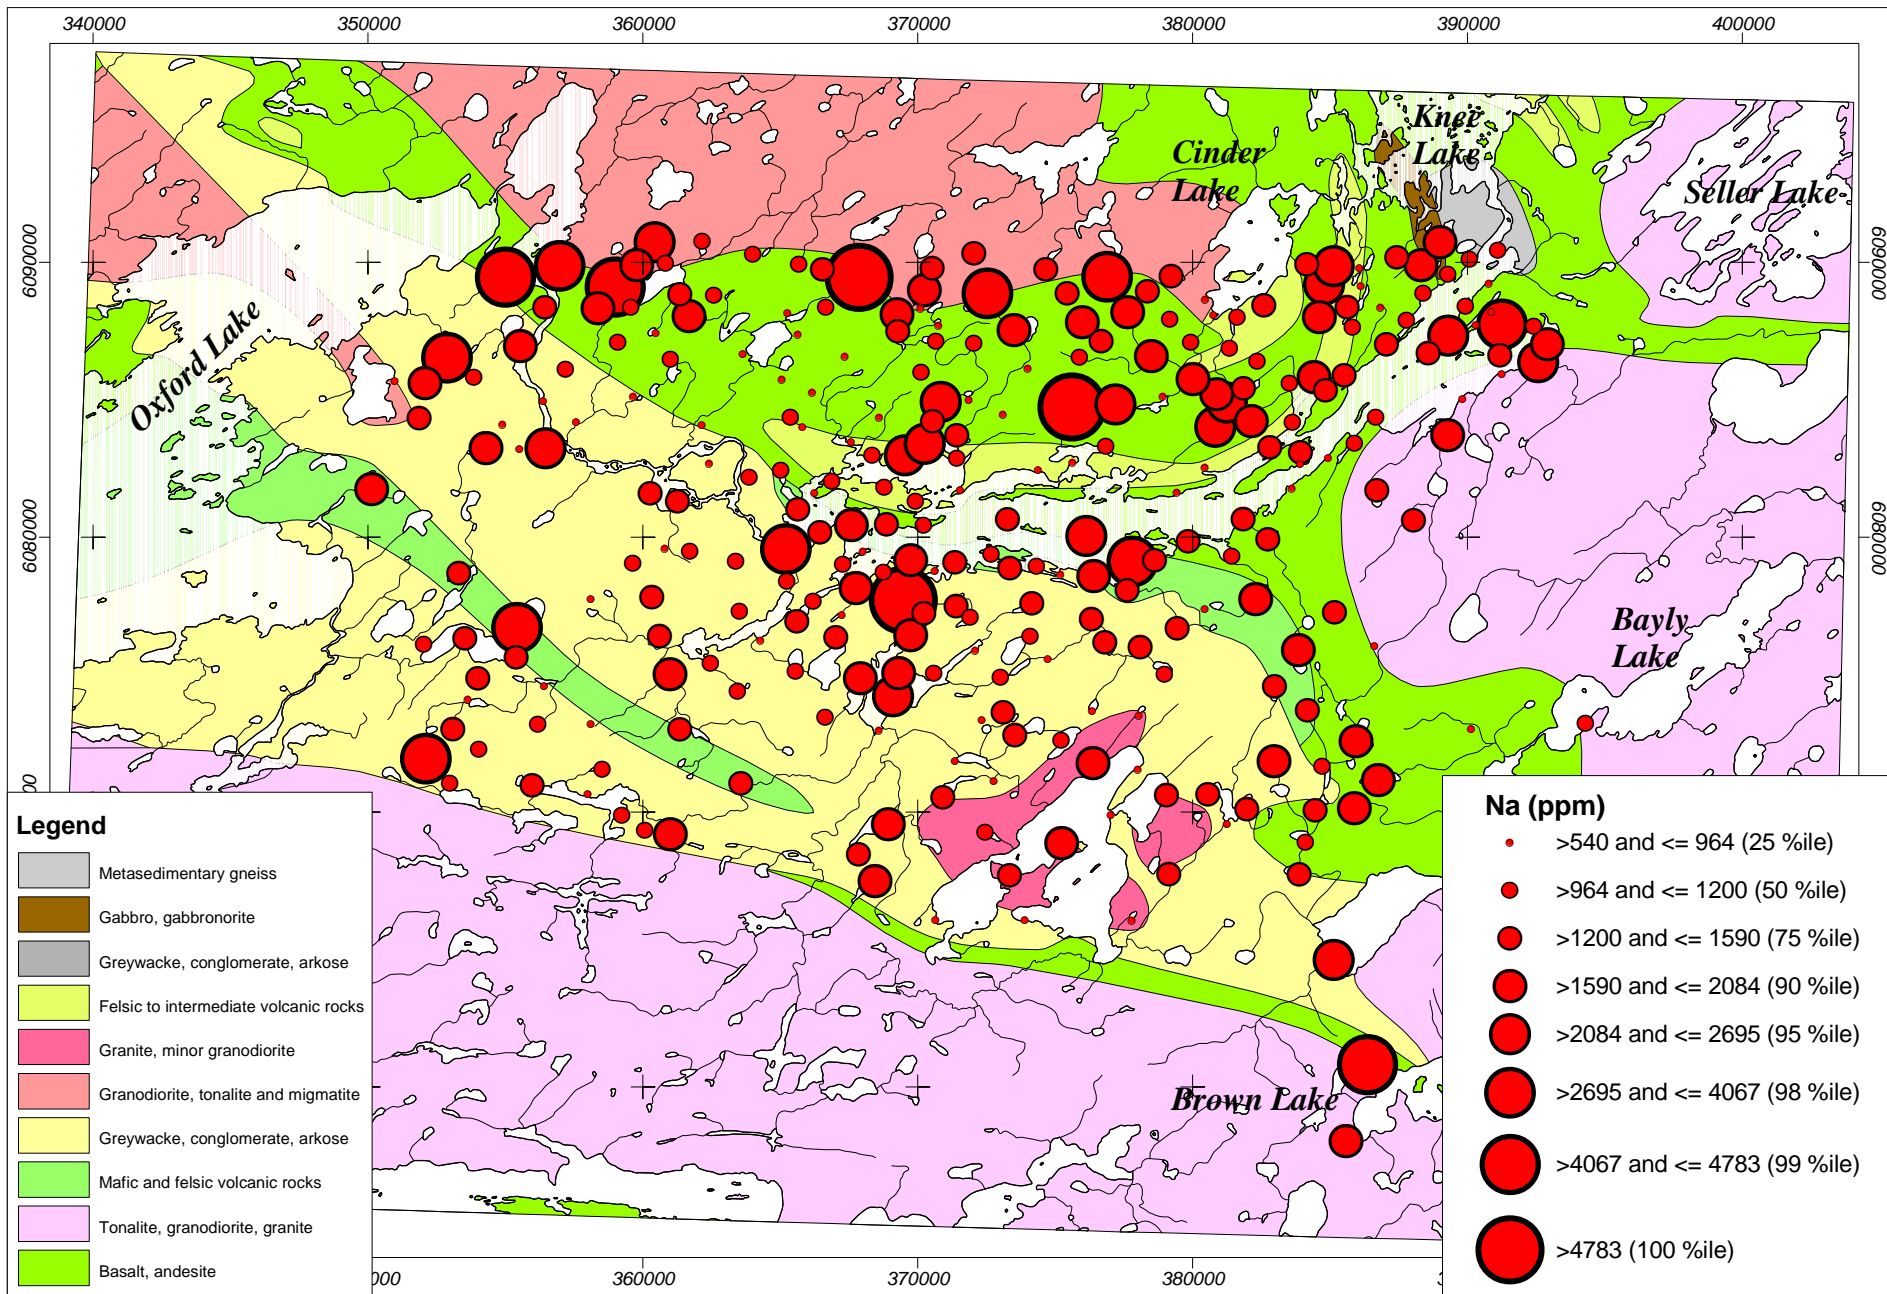 340000 350000 360000 370000 380000 390000 400000
Knee
Lake
Cinder
Lake
Seller Lake
6090000
6090000
Oxford Lake
6080000
6080000
Bayly
Lake
Brown Lake
Legend
Metasedimentary gneiss
Gabbro, gabbronorite
Greywacke, conglomerate, arkose
Felsic to intermediate volcanic rocks
Granite, minor granodiorite
Granodiorite, tonalite and migmatite
Greywacke, conglomerate, arkose
Mafic and felsic volcanic rocks
Tonalite, granodiorite, granite
Basalt, andesite
Na (ppm)
>540 and <= 964 (25 %ile)
>964 and <= 1200 (50 %ile)
>1200 and <= 1590 (75 %ile)
>1590 and <= 2084 (90 %ile)
>2084 and <= 2695 (95 %ile)
>2695 and <= 4067 (98 %ile)
>4067 and <= 4783 (99 %ile)
>4783 (100 %ile)
360000 370000 380000